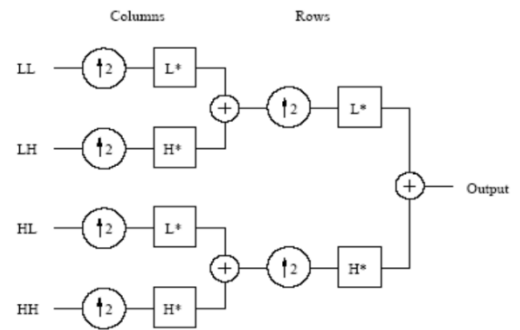 Columns Rows
LL ↑2 L*
↑2 L*
LH ↑2 H*
Output
HL ↑2 L*
↑2 H*
HH ↑2 H*